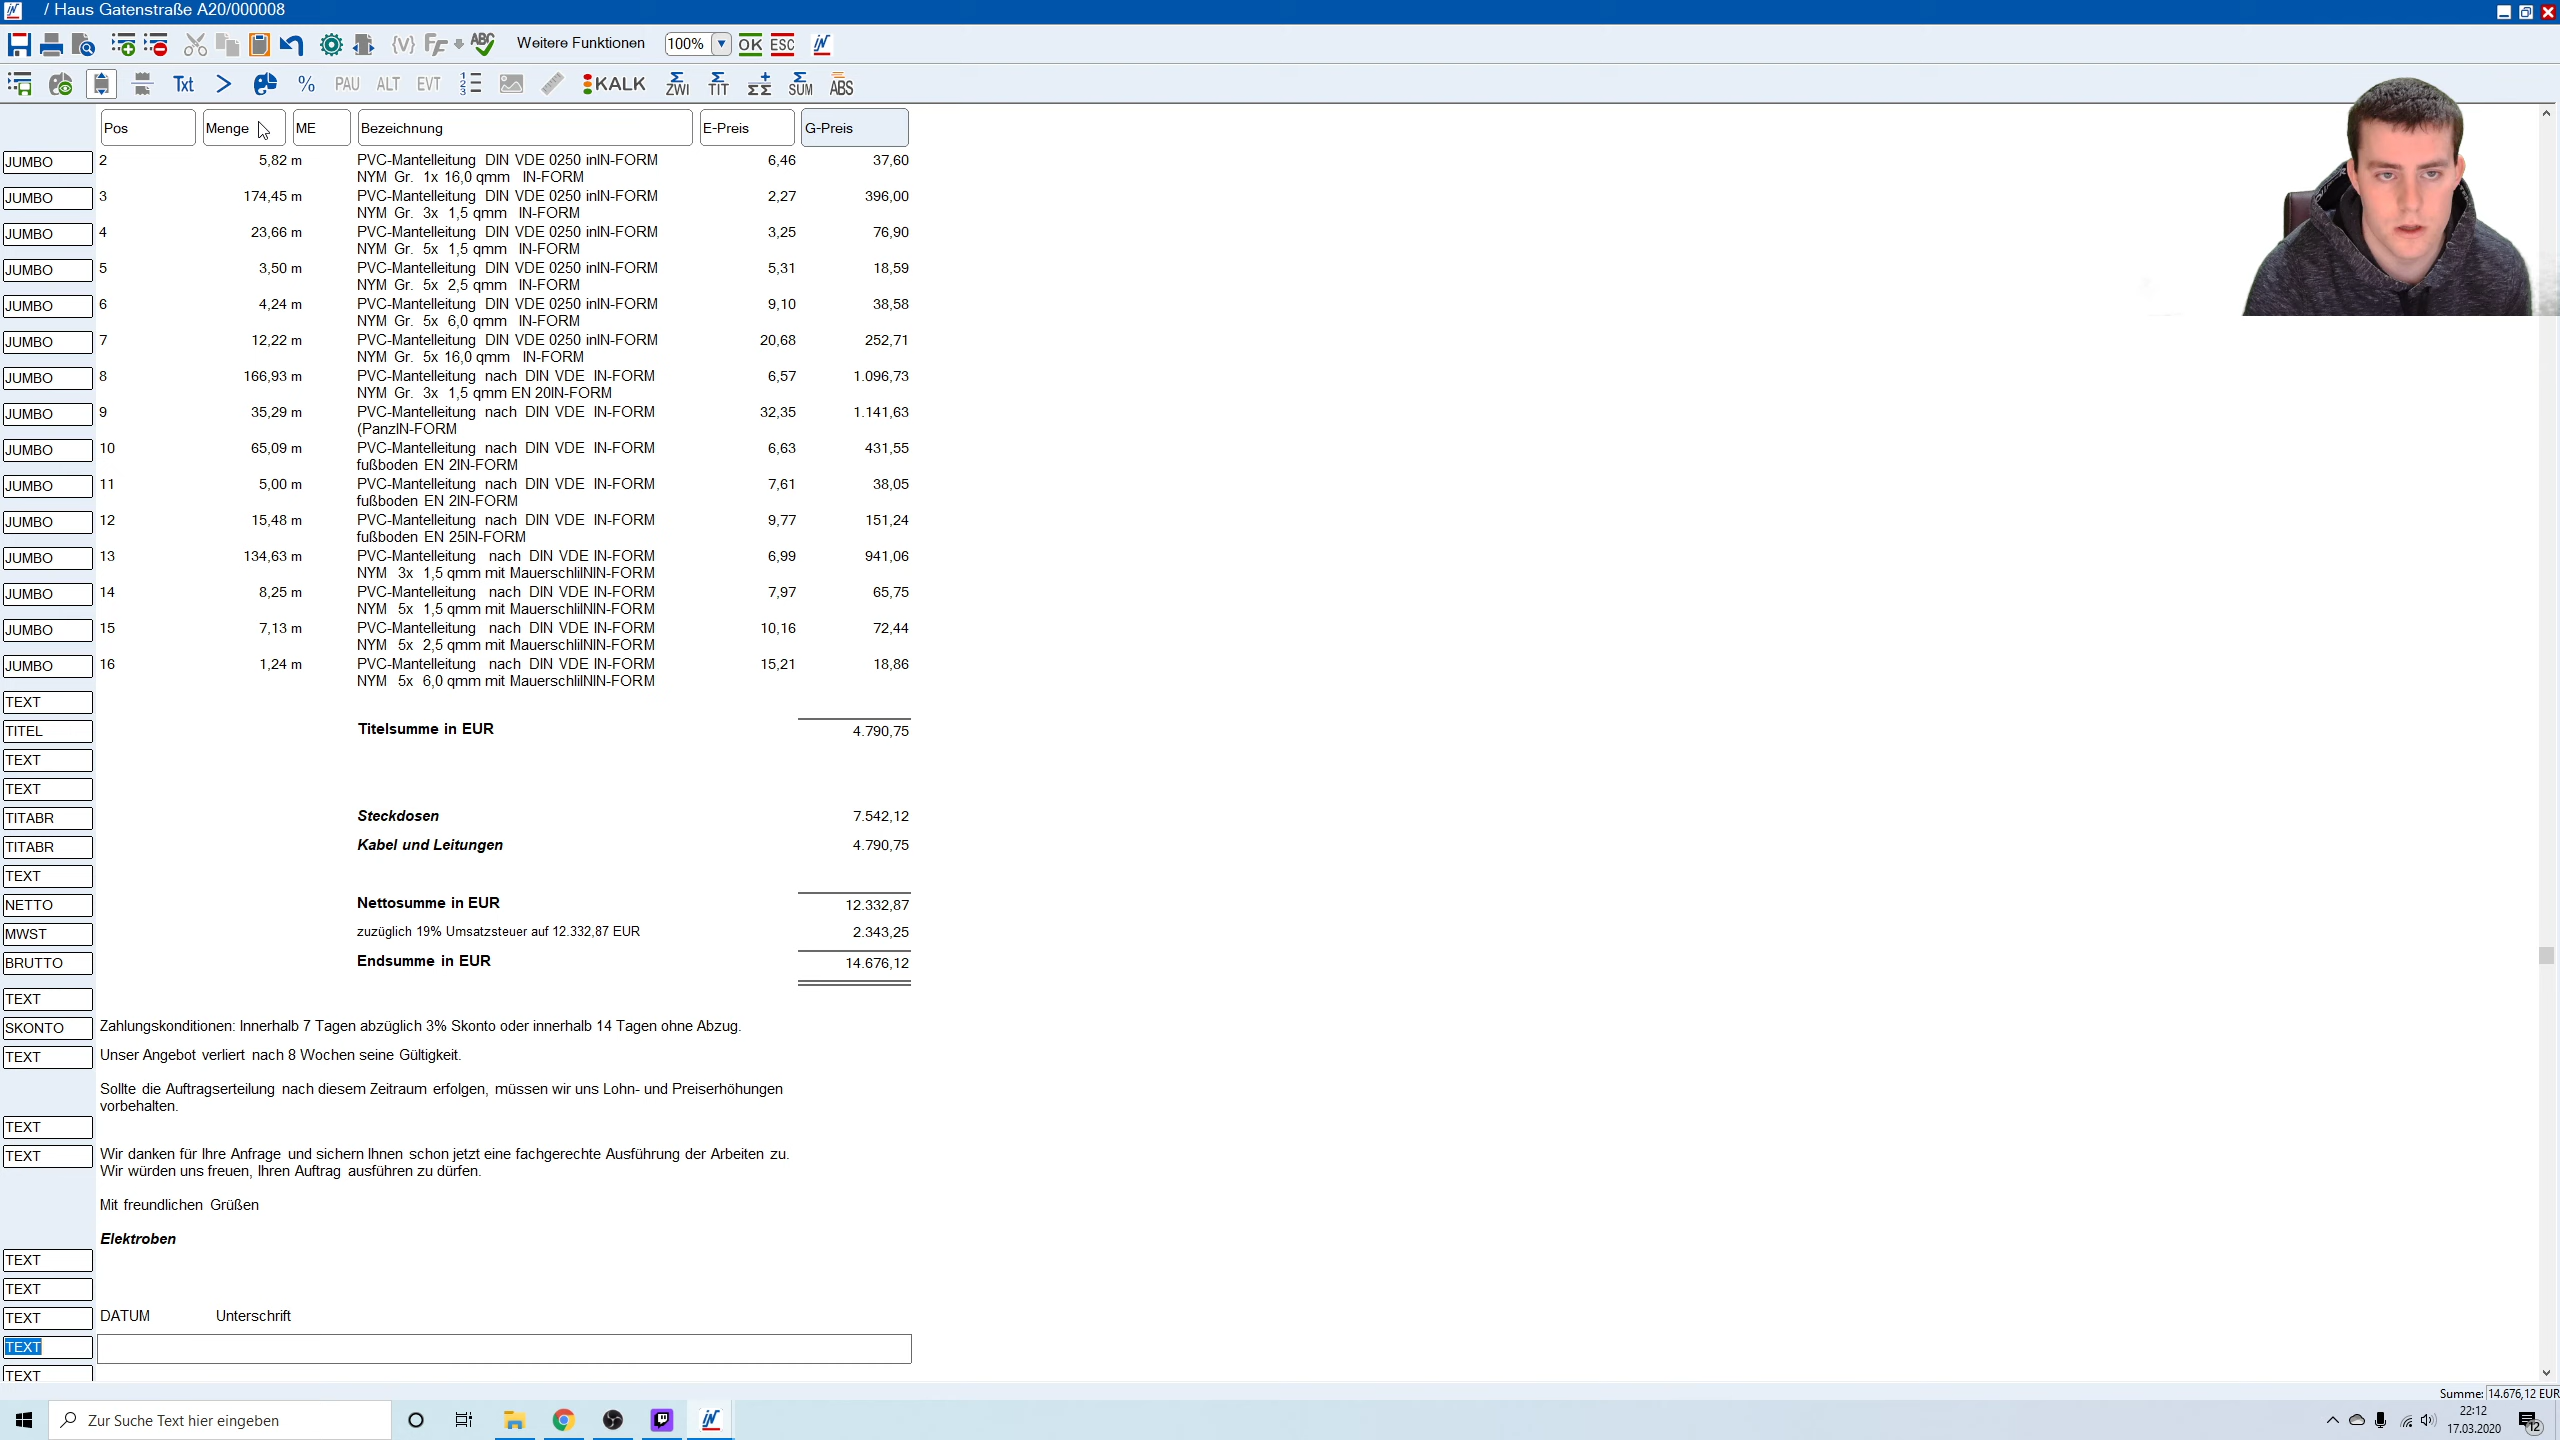 / Haus Gatenstraße A20/000008
Weitere Funktionen 100% OK ESC
Txt % PAU ALT EVT KALK ZWI TIT SUM ABS
Pos Menge ME Bezeichnung E-Preis G-Preis
JUMBO 2 5,82 m PVC-Mantelleitung DIN VDE 0250 inIN-FORM 6,46 37,60
NYM Gr. 1x 16,0 qmm IN-FORM
JUMBO 3 174,45 m PVC-Mantelleitung DIN VDE 0250 inIN-FORM 2,27 396,00
NYM Gr. 3x 1,5 qmm IN-FORM
JUMBO 4 23,66 m PVC-Mantelleitung DIN VDE 0250 inIN-FORM 3,25 76,90
NYM Gr. 5x 1,5 qmm IN-FORM
JUMBO 5 3,50 m PVC-Mantelleitung DIN VDE 0250 inIN-FORM 5,31 18,59
NYM Gr. 5x 2,5 qmm IN-FORM
JUMBO 6 4,24 m PVC-Mantelleitung DIN VDE 0250 inIN-FORM 9,10 38,58
NYM Gr. 5x 6,0 qmm IN-FORM
JUMBO 7 12,22 m PVC-Mantelleitung DIN VDE 0250 inIN-FORM 20,68 252,71
NYM Gr. 5x 16,0 qmm IN-FORM
JUMBO 8 166,93 m PVC-Mantelleitung nach DIN VDE IN-FORM 6,57 1.096,73
NYM Gr. 3x 1,5 qmm EN 20IN-FORM
JUMBO 9 35,29 m PVC-Mantelleitung nach DIN VDE IN-FORM 32,35 1.141,63
(PanzIN-FORM
JUMBO 10 65,09 m PVC-Mantelleitung nach DIN VDE IN-FORM 6,63 431,55
fußboden EN 2IN-FORM
JUMBO 11 5,00 m PVC-Mantelleitung nach DIN VDE IN-FORM 7,61 38,05
fußboden EN 2IN-FORM
JUMBO 12 15,48 m PVC-Mantelleitung nach DIN VDE IN-FORM 9,77 151,24
fußboden EN 25IN-FORM
JUMBO 13 134,63 m PVC-Mantelleitung nach DIN VDE IN-FORM 6,99 941,06
NYM 3x 1,5 qmm mit MauerschlilNIN-FORM
JUMBO 14 8,25 m PVC-Mantelleitung nach DIN VDE IN-FORM 7,97 65,75
NYM 5x 1,5 qmm mit MauerschlilNIN-FORM
JUMBO 15 7,13 m PVC-Mantelleitung nach DIN VDE IN-FORM 10,16 72,44
NYM 5x 2,5 qmm mit MauerschlilNIN-FORM
JUMBO 16 1,24 m PVC-Mantelleitung nach DIN VDE IN-FORM 15,21 18,86
NYM 5x 6,0 qmm mit MauerschlilNIN-FORM
TEXT
TITEL Titelsumme in EUR 4.790,75
TEXT
TEXT
TITABR Steckdosen 7.542,12
TITABR Kabel und Leitungen 4.790,75
TEXT
NETTO Nettosumme in EUR 12.332,87
MWST zuzüglich 19% Umsatzsteuer auf 12.332,87 EUR 2.343,25
BRUTTO Endsumme in EUR 14.676,12
TEXT
SKONTO Zahlungskonditionen: Innerhalb 7 Tagen abzüglich 3% Skonto oder innerhalb 14 Tagen ohne Abzug.
TEXT Unser Angebot verliert nach 8 Wochen seine Gültigkeit.
Sollte die Auftragserteilung nach diesem Zeitraum erfolgen, müssen wir uns Lohn- und Preiserhöhungen
vorbehalten.
TEXT
TEXT Wir danken für Ihre Anfrage und sichern Ihnen schon jetzt eine fachgerechte Ausführung der Arbeiten zu.
Wir würden uns freuen, Ihren Auftrag ausführen zu dürfen.
Mit freundlichen Grüßen
Elektroben
TEXT
TEXT
TEXT DATUM Unterschrift
TEXT
TEXT
Summe: 14.676,12 EUR
Zur Suche Text hier eingeben
22:12
17.03.2020
12